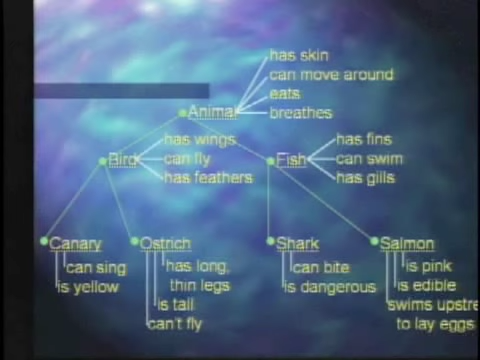 has skin
can move around
eats
breathes
Animal
has wings
can fly
has feathers
Bird
has fins
can swim
has gills
Fish
Canary
can sing
is yellow
Ostrich
has long,
thin legs
is tall
can't fly
Shark
can bite
is dangerous
Salmon
is pink
is edible
swims upstre
to lay eggs